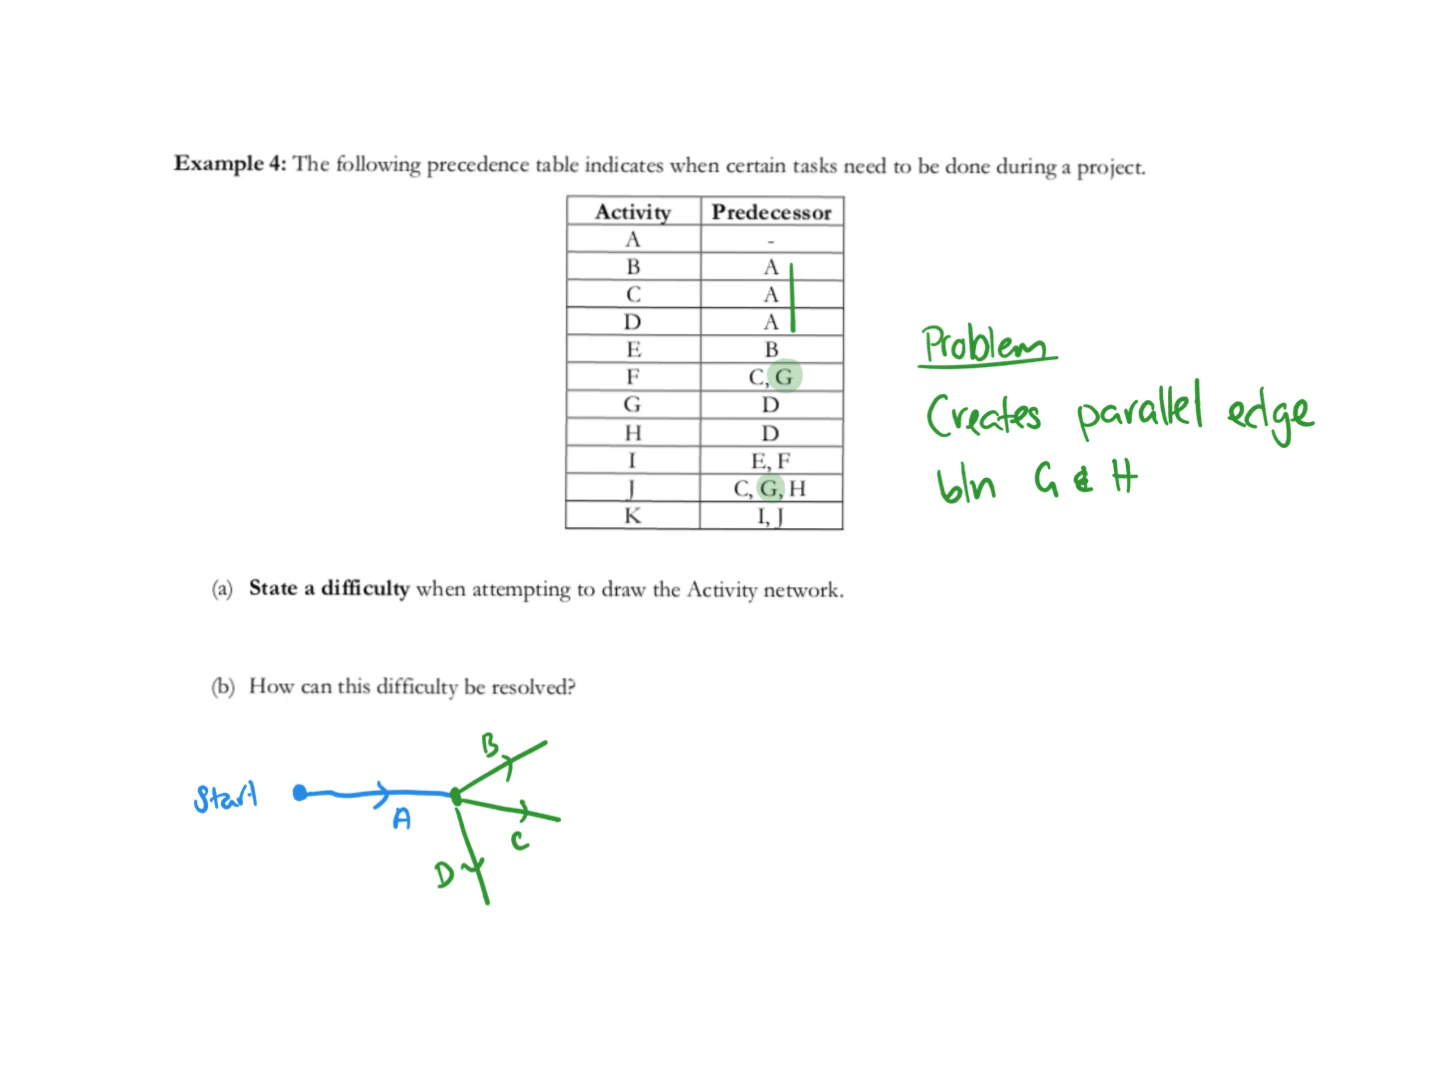 Example 4: The following precedence table indicates when certain tasks need to be done during a project.
Activity Predecessor
A -
B A
C A
D A
E B
F C, G
G D
H D
I E, F
J C, G, H
K I, J
Problem
Creates parallel edge
b/n G & H
(a) State a difficulty when attempting to draw the Activity network.
(b) How can this difficulty be resolved?
B
Start
A
C
D